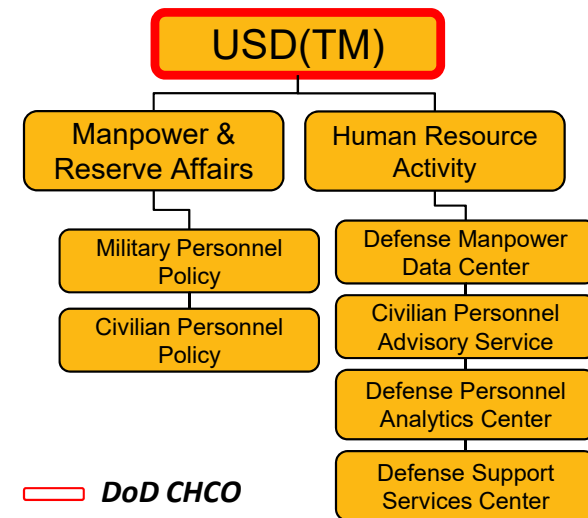 USD(TM)
Manpower &
Reserve Affairs
Human Resource
Activity
Military Personnel
Policy
Civilian Personnel
Policy
Defense Manpower
Data Center
Civilian Personnel
Advisory Service
Defense Personnel
Analytics Center
Defense Support
Services Center
DoD CHCO